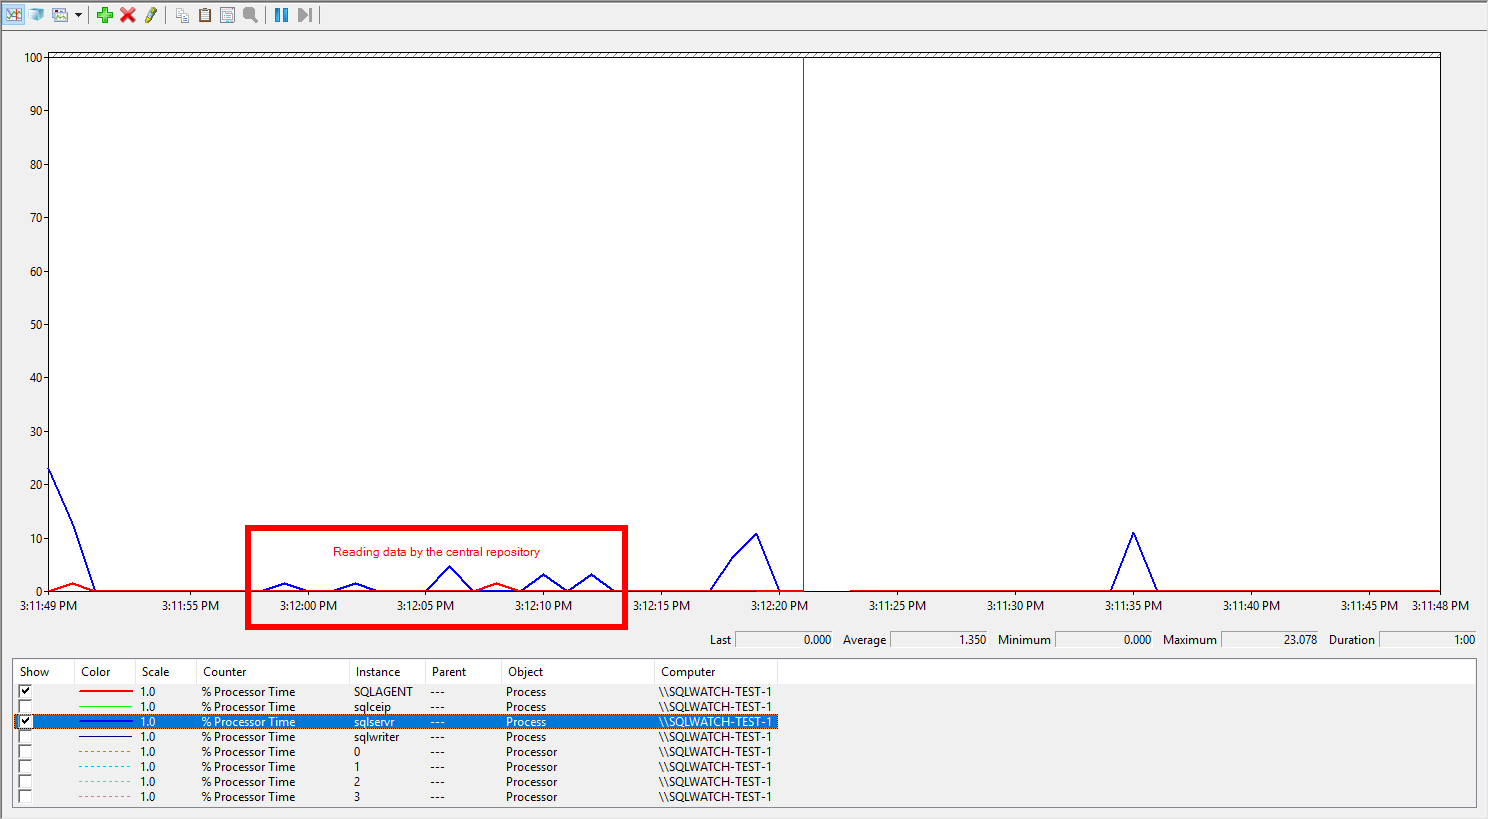 100
90
80
70
60
50
40
30
20
10
0
Reading data by the central repository
3:11:49 PM 3:11:55 PM 3:12:00 PM 3:12:05 PM 3:12:10 PM 3:12:15 PM 3:12:20 PM 3:11:25 PM 3:11:30 PM 3:11:35 PM 3:11:40 PM 3:11:45 PM 3:11:48 PM
Last 0.000 Average 1.350 Minimum 0.000 Maximum 23.078 Duration 1:00
Show Color Scale Counter Instance Parent Object Computer
1.0 % Processor Time SQLAGENT --- Process \\SQLWATCH-TEST-1
1.0 % Processor Time sqlceip --- Process \\SQLWATCH-TEST-1
1.0 % Processor Time sqlservr --- Process \\SQLWATCH-TEST-1
1.0 % Processor Time sqlwriter --- Process \\SQLWATCH-TEST-1
1.0 % Processor Time 0 --- Processor \\SQLWATCH-TEST-1
1.0 % Processor Time 1 --- Processor \\SQLWATCH-TEST-1
1.0 % Processor Time 2 --- Processor \\SQLWATCH-TEST-1
1.0 % Processor Time 3 --- Processor \\SQLWATCH-TEST-1